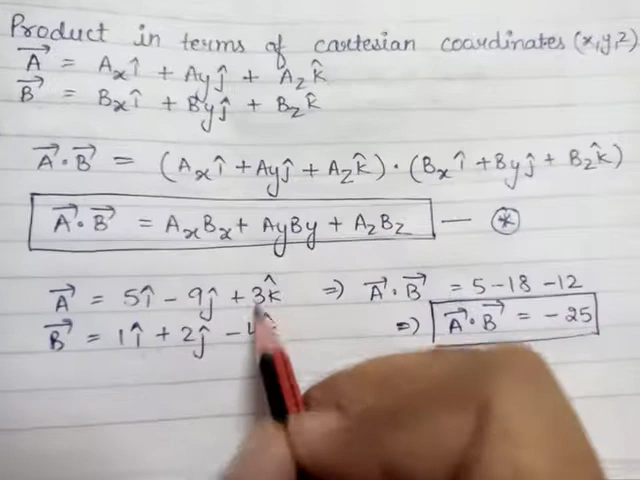 Product in terms of cartesian coordinates (x,y,z)
A⃗ = Axî + Ayĵ + Azk̂
B⃗ = Bxî + Byĵ + Bzk̂
A⃗·B⃗ = (Axî + Ayĵ + Azk̂)·(Bxî + Byĵ + Bzk̂)
A⃗·B⃗ = AxBx + AyBy + AzBz — *
A⃗ = 5î - 9ĵ + 3k̂ ⇒ A⃗·B⃗ = 5 - 18 - 12
B⃗ = 1î + 2ĵ - 4k̂ ⇒ A⃗·B⃗ = - 25